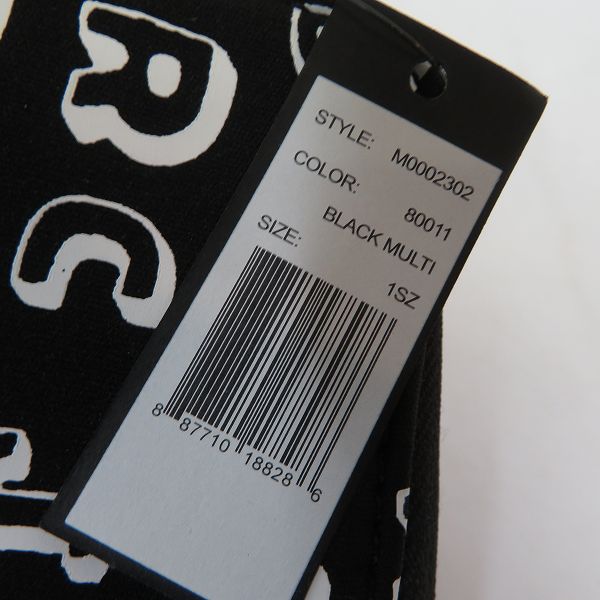 R
C
STYLE: M0002302
COLOR: 80011
BLACK MULTI
SIZE: 1SZ
8 87710 18828 6